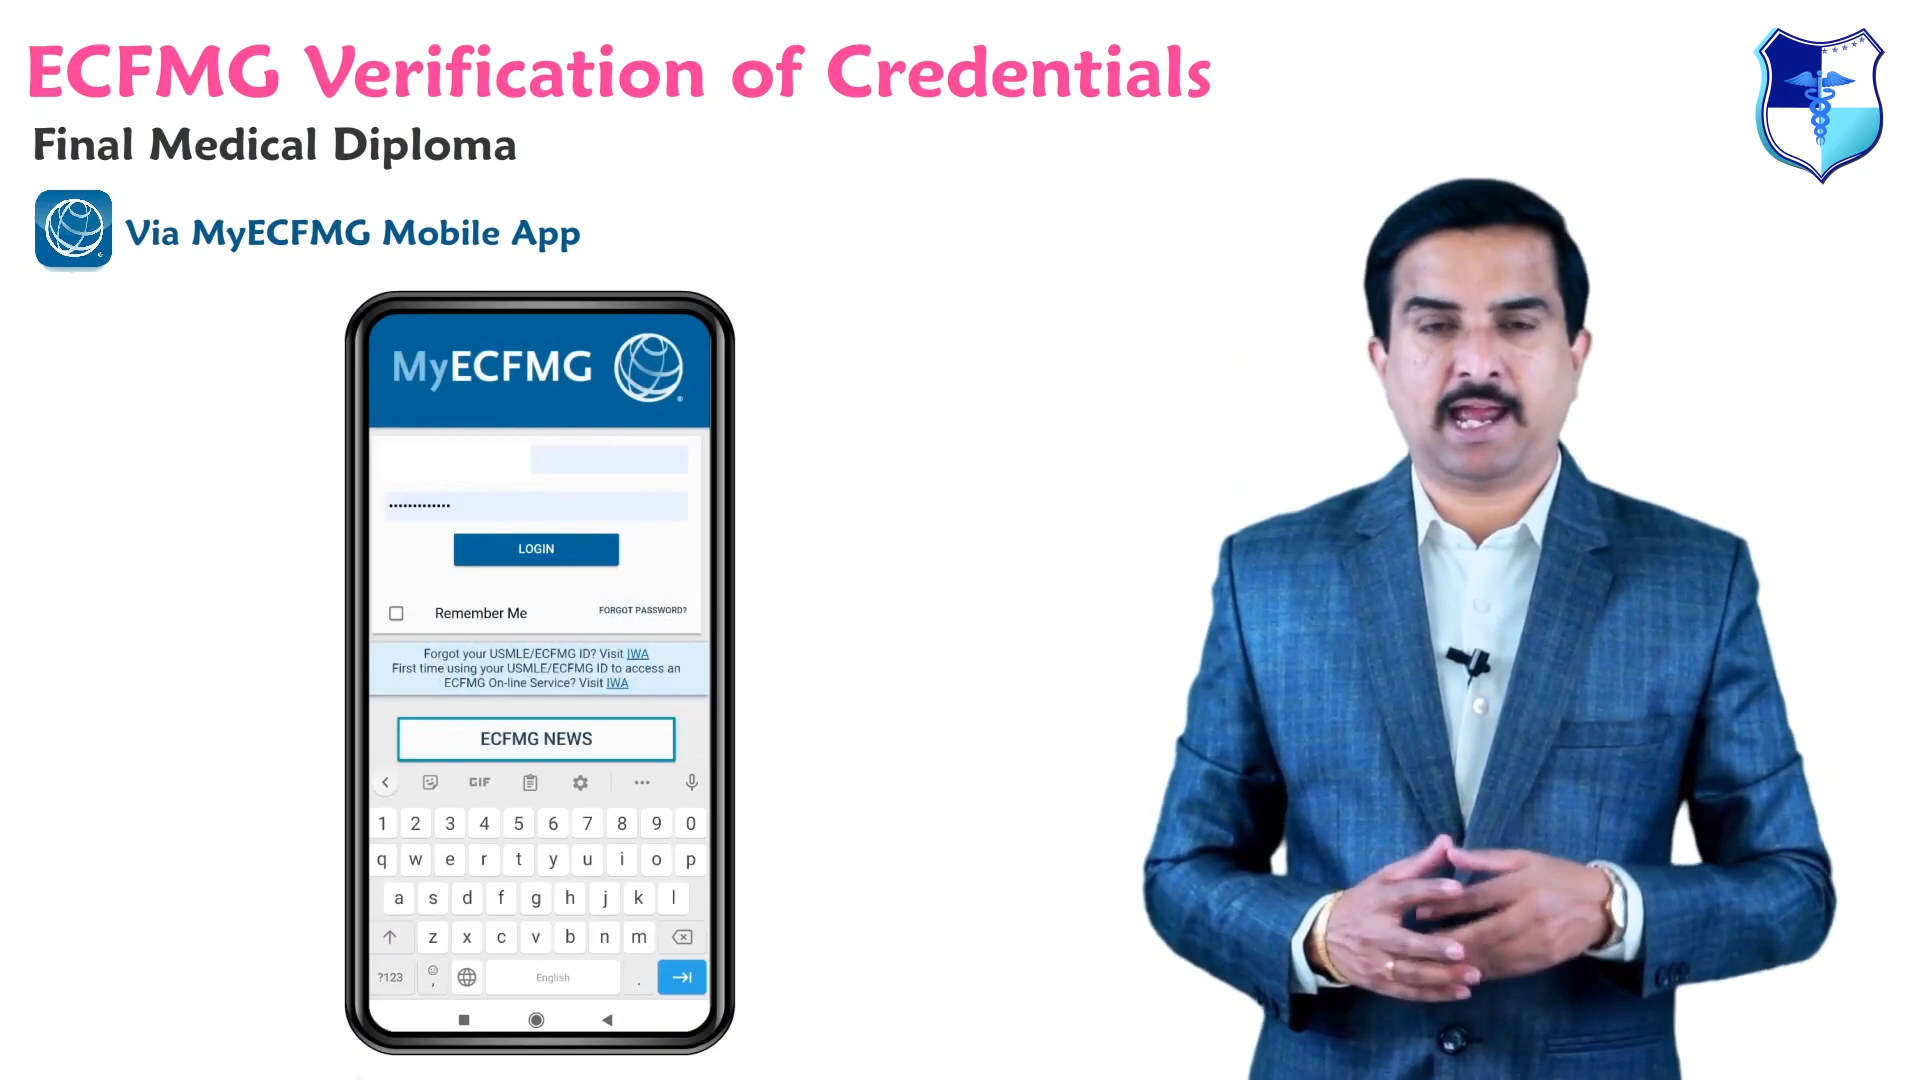 ECFMG Verification of Credentials
Final Medical Diploma
Via MyECFMG Mobile App
MyECFMG
•••••••••••••
LOGIN
Remember Me
FORGOT PASSWORD?
Forgot your USMLE/ECFMG ID? Visit IWA
First time using your USMLE/ECFMG ID to access an
ECFMG On-line Service? Visit IWA
ECFMG NEWS
GIF
1 2 3 4 5 6 7 8 9 0
q w e r t y u i o p
a s d f g h j k l
z x c v b n m
?123 , English .